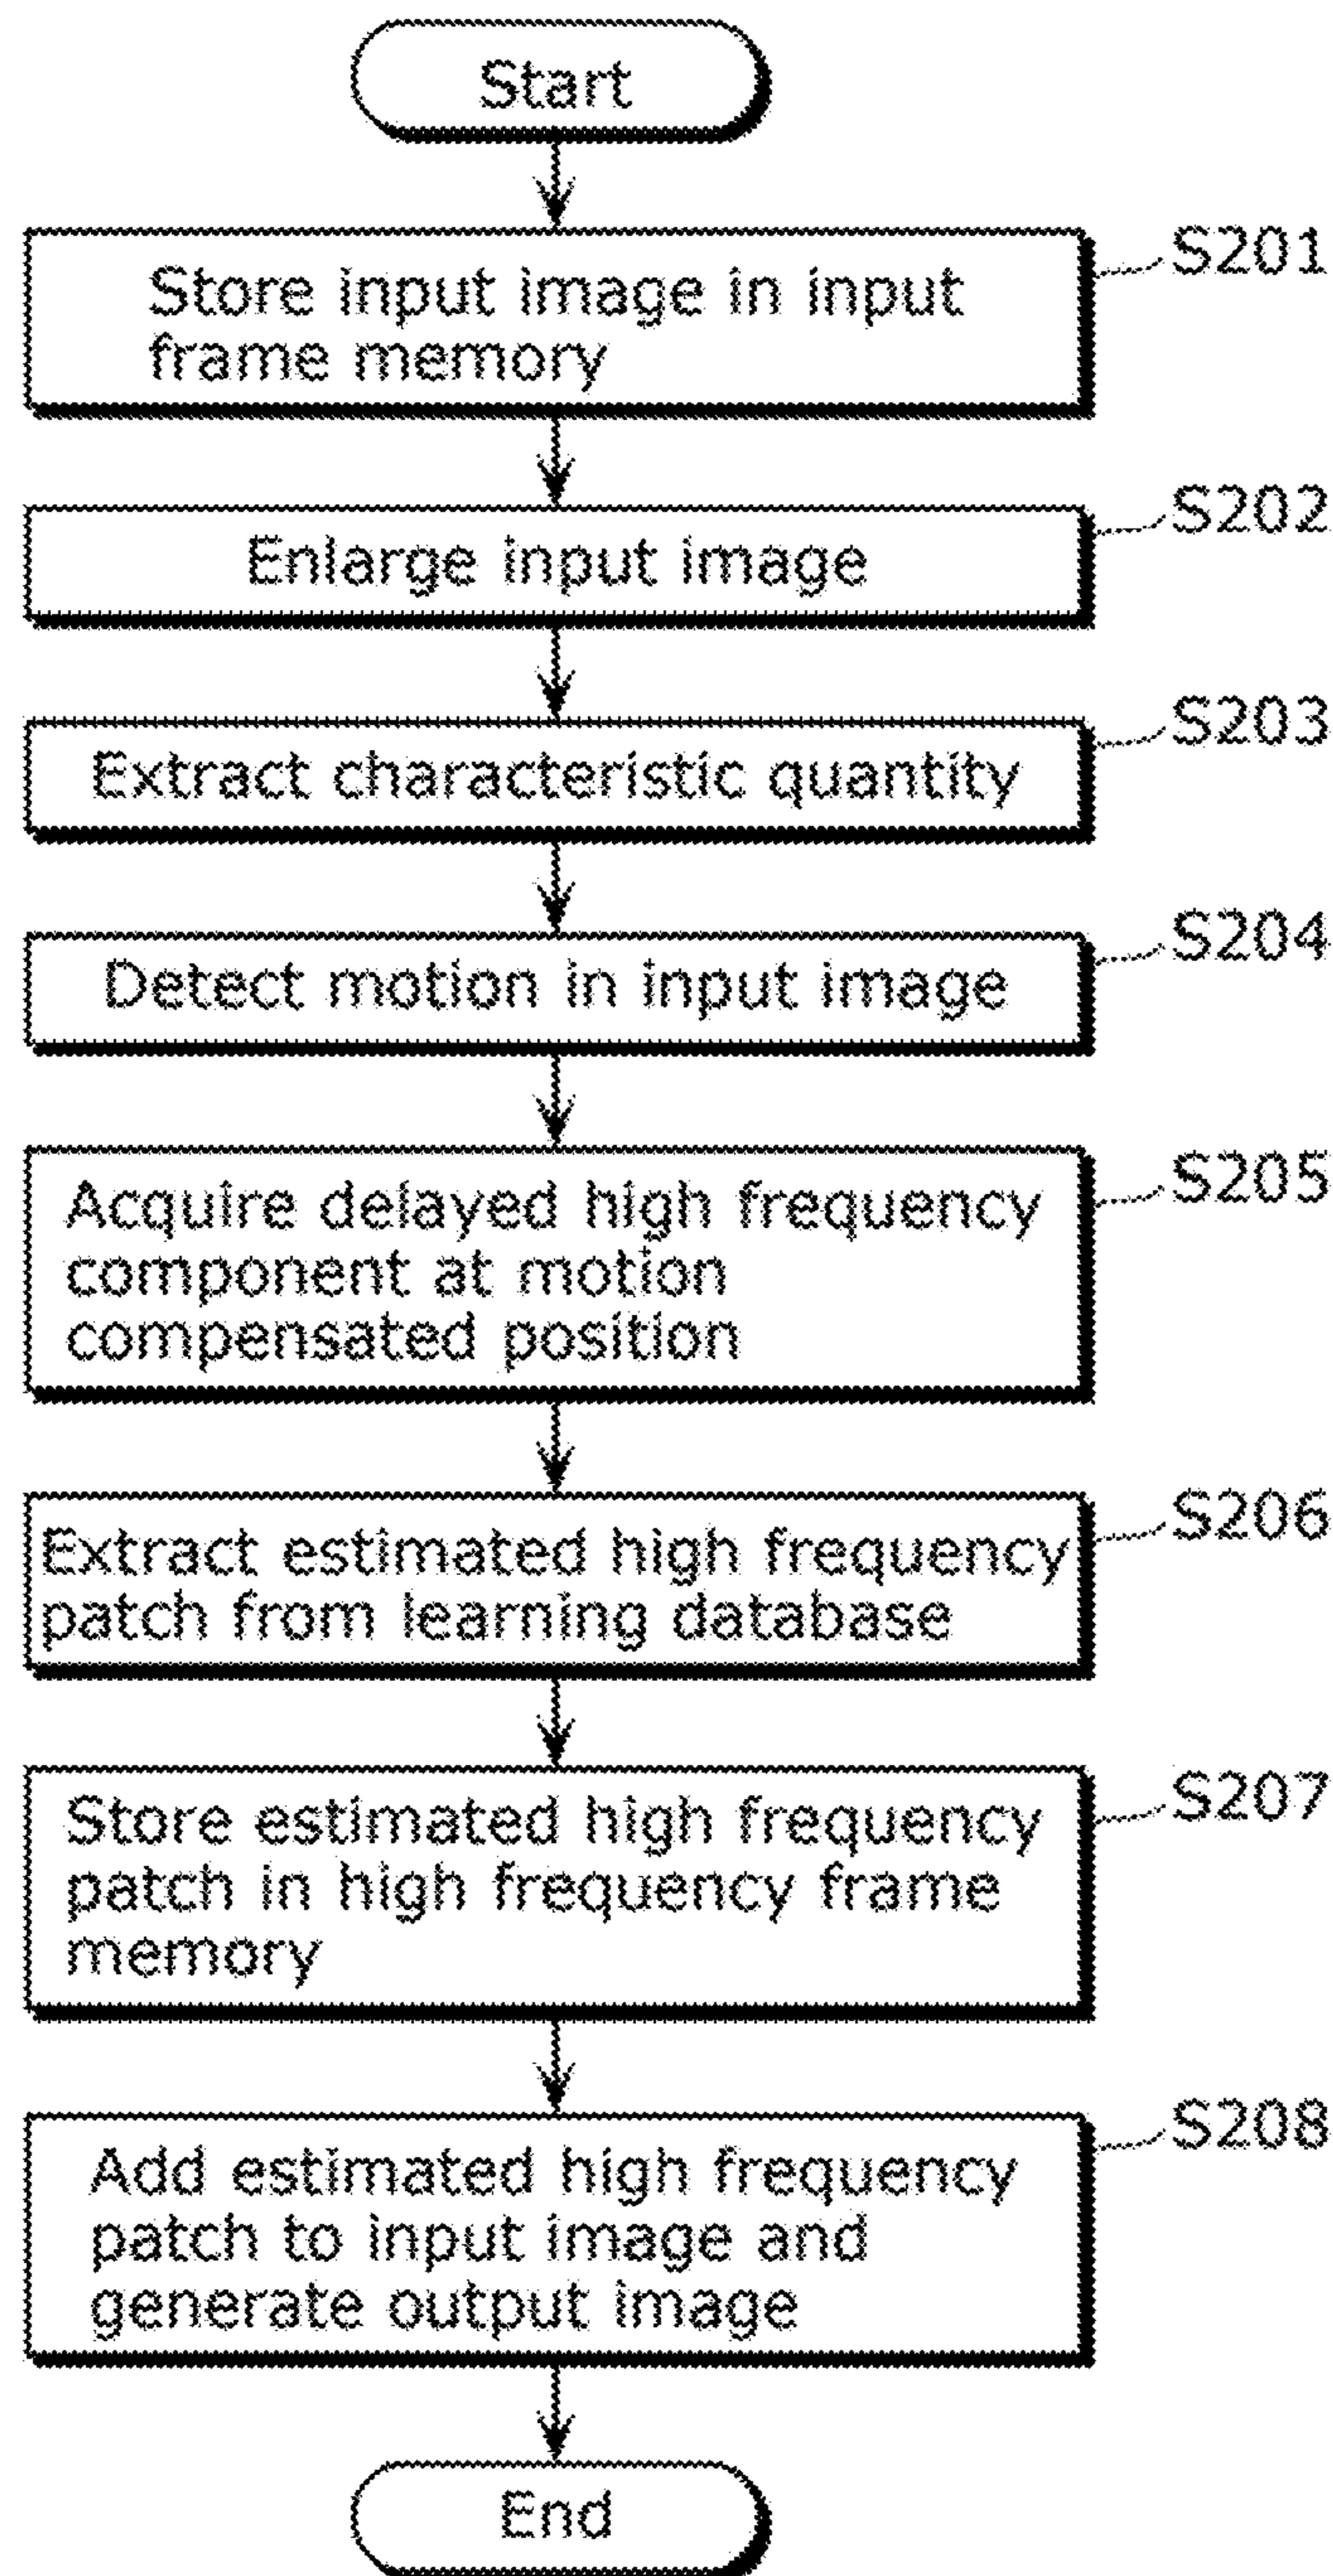 Start
S201
Store input image in input
frame memory
S202
Enlarge input image
S203
Extract characteristic quantity
S204
Detect motion in input image
S205
Acquire delayed high frequency
component at motion
compensated position
S206
Extract estimated high frequency
patch from learning database
S207
Store estimated high frequency
patch in high frequency frame
memory
S208
Add estimated high frequency
patch to input image and
generate output image
End